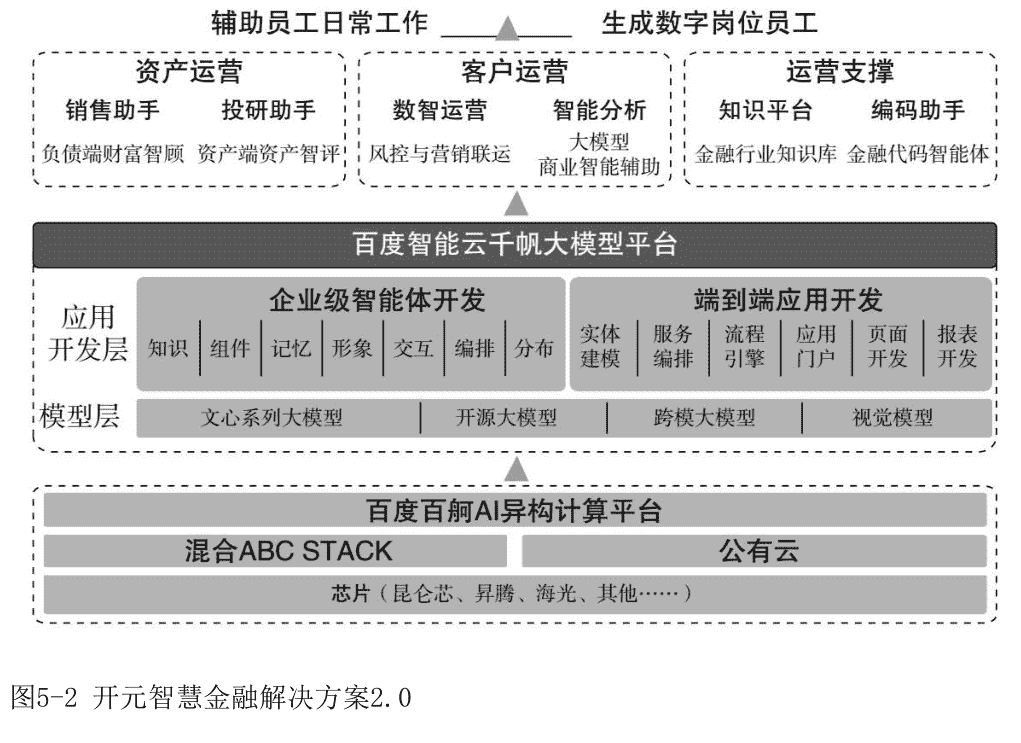 辅助员工日常工作 生成数字岗位员工
资产运营 客户运营 运营支撑
销售助手 投研助手 数智运营 智能分析 知识平台 编码助手
负债端财富智顾 资产端资产智评 风控与营销联运 大模型 金融行业知识库 金融代码智能体
商业智能辅助
百度智能云千帆大模型平台
应用
开发层
企业级智能体开发 端到端应用开发
知识 组件 记忆 形象 交互 编排 分布
实体 服务 流程 应用 页面 报表
建模 编排 引擎 门户 开发 开发
模型层 文心系列大模型 开源大模型 跨模大模型 视觉模型
百度百舸AI异构计算平台
混合ABC STACK 公有云
芯片（昆仑芯、昇腾、海光、其他……）
图5-2 开元智慧金融解决方案2.0